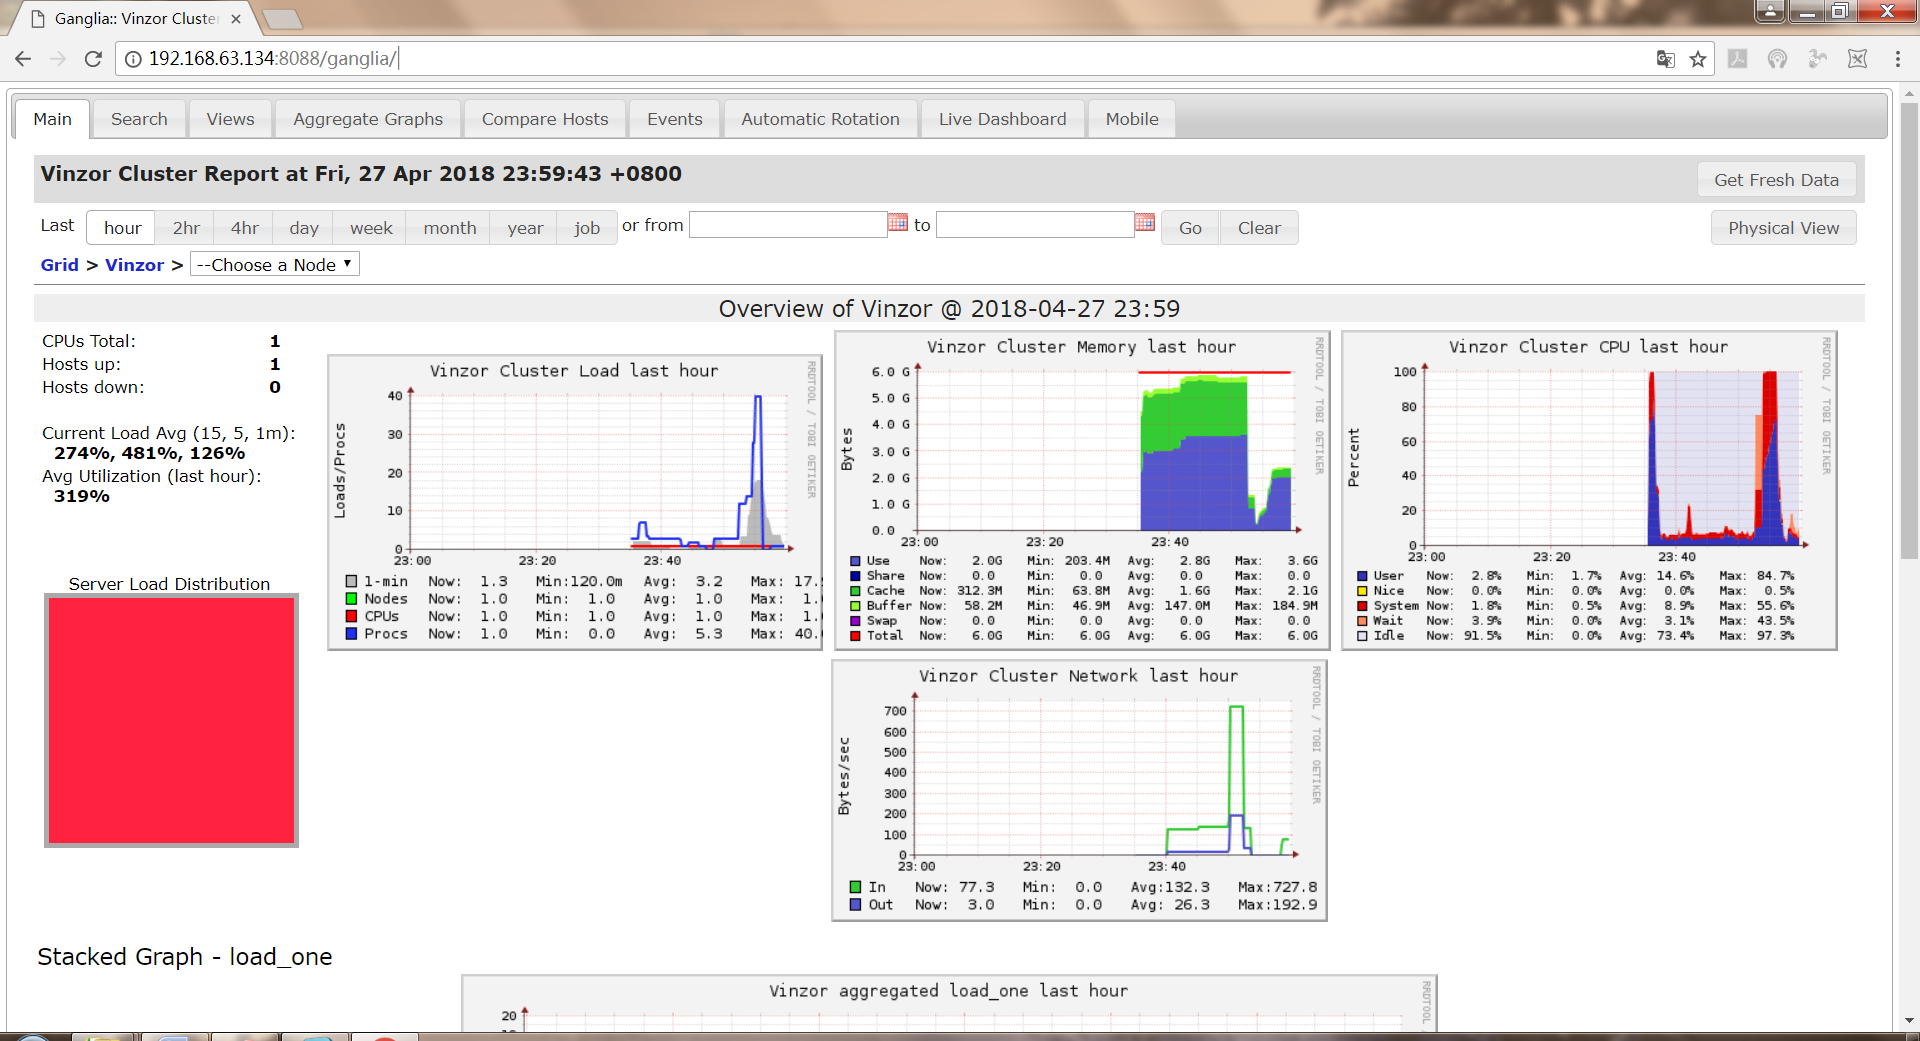 Ganglia:: Vinzor Cluster
192.168.63.134:8088/ganglia/
Main Search Views Aggregate Graphs Compare Hosts Events Automatic Rotation Live Dashboard Mobile
Vinzor Cluster Report at Fri, 27 Apr 2018 23:59:43 +0800
Get Fresh Data
Last hour 2hr 4hr day week month year job or from to Go Clear
Physical View
Grid > Vinzor > --Choose a Node
Overview of Vinzor @ 2018-04-27 23:59
CPUs Total: 1
Hosts up: 1
Hosts down: 0
Current Load Avg (15, 5, 1m):
274%, 481%, 126%
Avg Utilization (last hour):
319%
Server Load Distribution
Vinzor Cluster Load last hour
RRDTOOL / TOBI OETIKER
Loads/Procs
40
30
20
10
0
23:00 23:20 23:40
1-min Now: 1.3 Min:120.0m Avg: 3.2 Max: 17.
Nodes Now: 1.0 Min: 1.0 Avg: 1.0 Max: 1.
CPUs Now: 1.0 Min: 1.0 Avg: 1.0 Max: 1.
Procs Now: 1.0 Min: 0.0 Avg: 5.3 Max: 40.
Vinzor Cluster Memory last hour
RRDTOOL / TOBI OETIKER
Bytes
6.0 G
5.0 G
4.0 G
3.0 G
2.0 G
1.0 G
0.0
23:00 23:20 23:40
Use Now: 2.0G Min: 203.4M Avg: 2.8G Max: 3.6G
Share Now: 0.0 Min: 0.0 Avg: 0.0 Max: 0.0
Cache Now: 312.3M Min: 63.8M Avg: 1.6G Max: 2.1G
Buffer Now: 58.2M Min: 46.9M Avg: 147.0M Max: 184.9M
Swap Now: 0.0 Min: 0.0 Avg: 0.0 Max: 0.0
Total Now: 6.0G Min: 6.0G Avg: 6.0G Max: 6.0G
Vinzor Cluster CPU last hour
RRDTOOL / TOBI OETIKER
Percent
100
80
60
40
20
0
23:00 23:20 23:40
User Now: 2.8% Min: 1.7% Avg: 14.6% Max: 84.7%
Nice Now: 0.0% Min: 0.0% Avg: 0.0% Max: 0.5%
System Now: 1.8% Min: 0.5% Avg: 8.9% Max: 55.6%
Wait Now: 3.9% Min: 0.0% Avg: 3.1% Max: 43.5%
Idle Now: 91.5% Min: 0.0% Avg: 73.4% Max: 97.3%
Vinzor Cluster Network last hour
RRDTOOL / TOBI OETIKER
Bytes/sec
700
600
500
400
300
200
100
0
23:00 23:20 23:40
In Now: 77.3 Min: 0.0 Avg:132.3 Max:727.8
Out Now: 3.0 Min: 0.0 Avg: 26.3 Max:192.9
Stacked Graph - load_one
Vinzor aggregated load_one last hour
RRDTOOL /
20